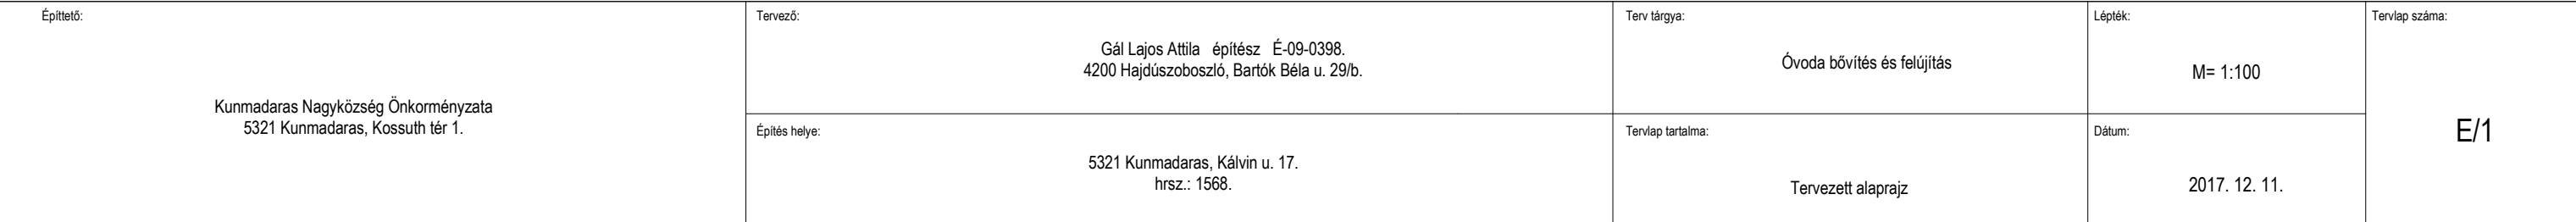 Építtető:
Kunmadaras Nagyközség Önkorményzata
5321 Kunmadaras, Kossuth tér 1.
Tervező:
Gál Lajos Attila építész É-09-0398.
4200 Hajdúszoboszló, Bartók Béla u. 29/b.
Építés helye:
5321 Kunmadaras, Kálvin u. 17.
hrsz.: 1568.
Terv tárgya:
Óvoda bővítés és felújítás
Tervlap tartalma:
Tervezett alaprajz
Lépték:
M= 1:100
Dátum:
2017. 12. 11.
Tervlap száma:
E/1